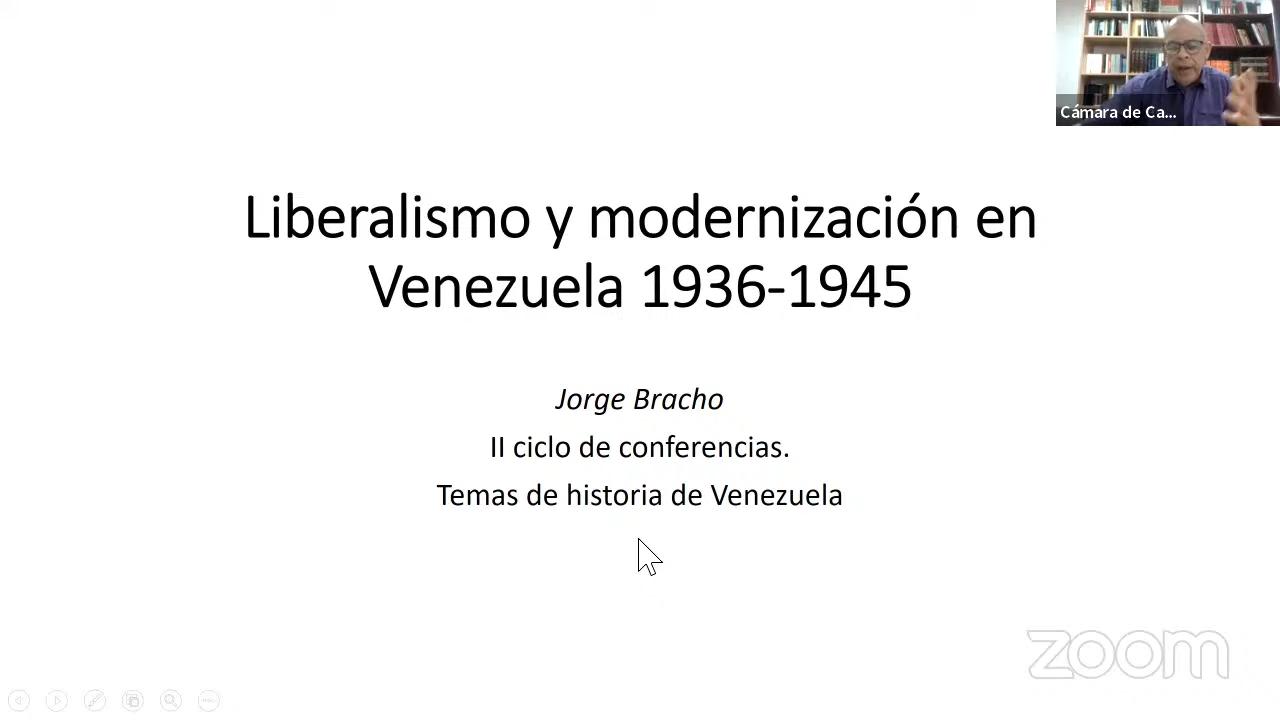 Cámara de Ca...
Liberalismo y modernización en
Venezuela 1936-1945
Jorge Bracho
II ciclo de conferencias.
Temas de historia de Venezuela
zoom